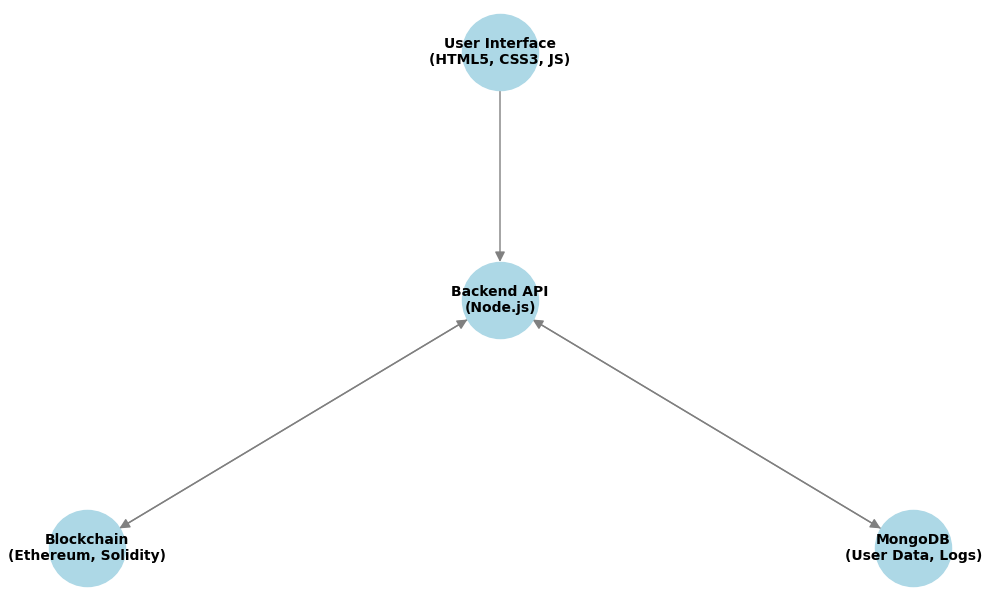 User Interface
(HTML5, CSS3, JS)
Backend API
(Node.js)
Blockchain
(Ethereum, Solidity)
MongoDB
(User Data, Logs)